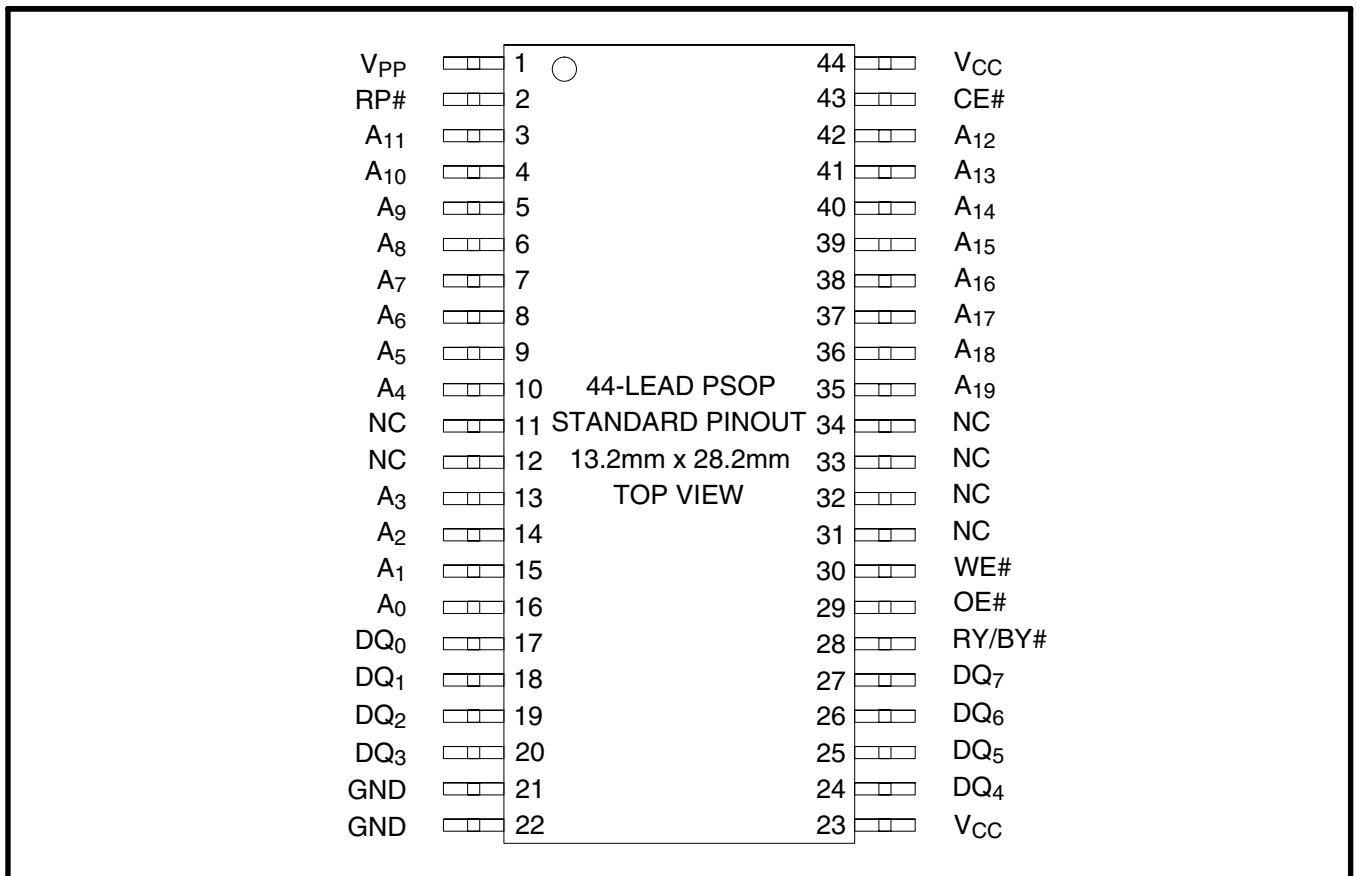 VPP 1 44 VCC
RP# 2 43 CE#
A11 3 42 A12
A10 4 41 A13
A9 5 40 A14
A8 6 39 A15
A7 7 38 A16
A6 8 37 A17
A5 9 36 A18
A4 10 44-LEAD PSOP 35 A19
NC 11 STANDARD PINOUT 34 NC
NC 12 13.2mm x 28.2mm 33 NC
A3 13 TOP VIEW 32 NC
A2 14 31 NC
A1 15 30 WE#
A0 16 29 OE#
DQ0 17 28 RY/BY#
DQ1 18 27 DQ7
DQ2 19 26 DQ6
DQ3 20 25 DQ5
GND 21 24 DQ4
GND 22 23 VCC